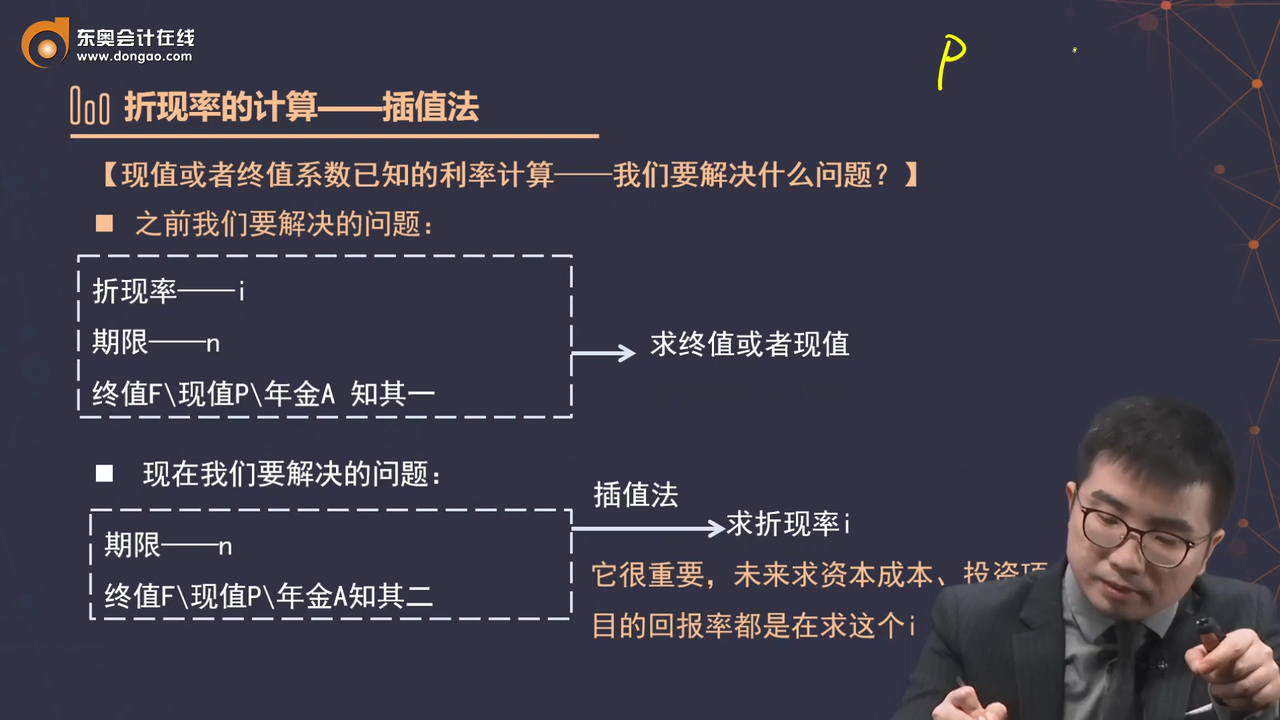 东奥会计在线
www.dongao.com
P
折现率的计算——插值法
【现值或者终值系数已知的利率计算——我们要解决什么问题？】
■ 之前我们要解决的问题：
折现率——i
期限——n
终值F\现值P\年金A 知其一
求终值或者现值
■ 现在我们要解决的问题：
期限——n
终值F\现值P\年金A知其二
插值法
求折现率i
它很重要，未来求资本成本、投资项
目的回报率都是在求这个i